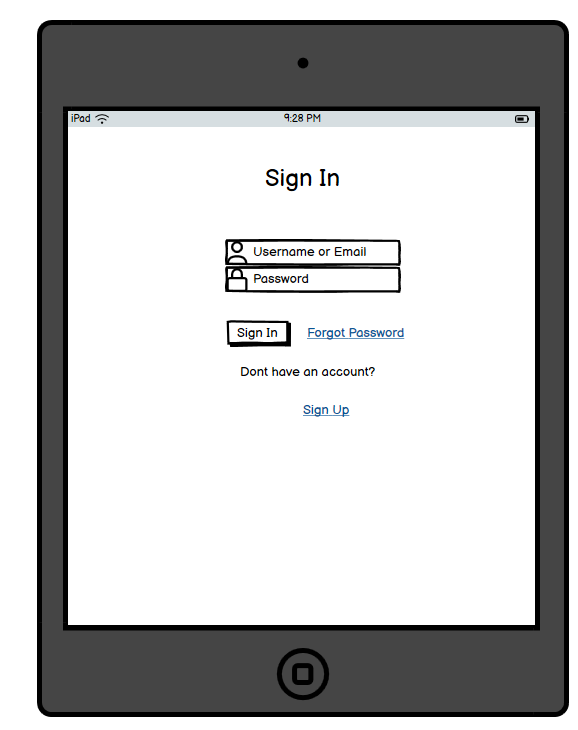 iPad 9:28 PM
Sign In
Username or Email
Password
Sign In Forgot Password
Dont have an account?
Sign Up